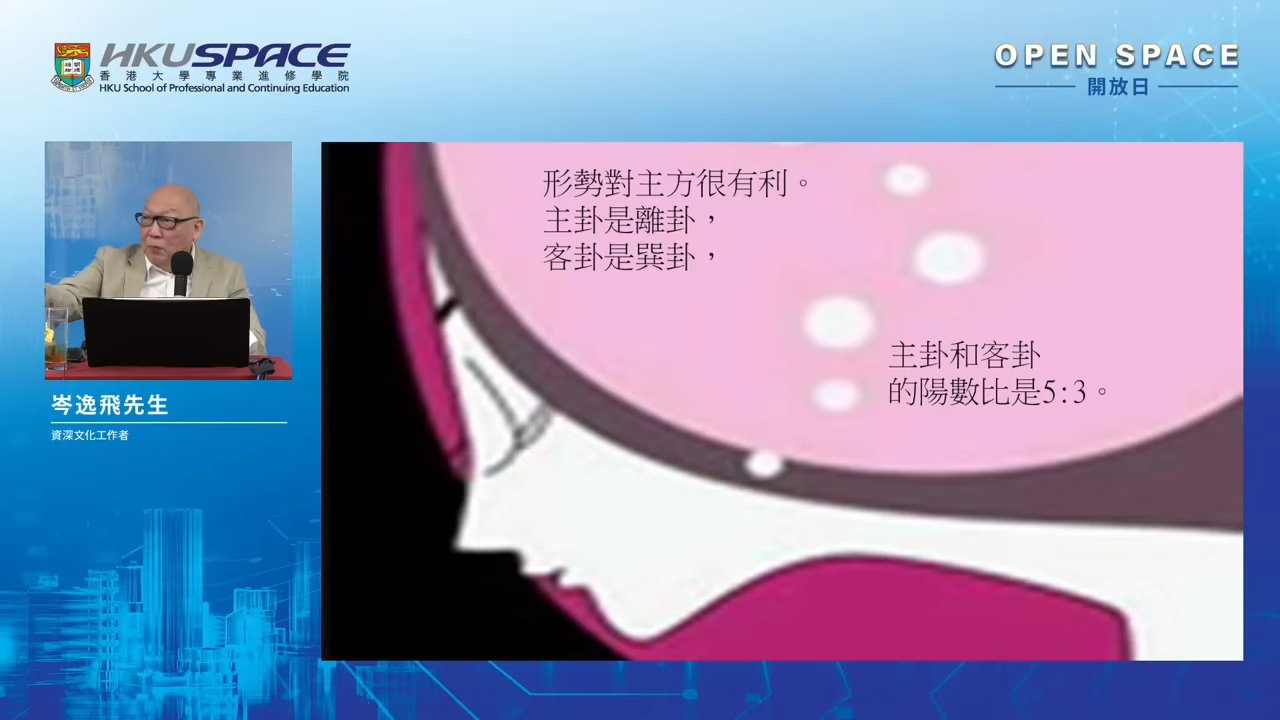 HKUSPACE
香港大學專業進修學院
HKU School of Professional and Continuing Education
OPEN SPACE
開放日
形勢對主方很有利。
主卦是離卦，
客卦是巽卦，
主卦和客卦
的陽數比是5:3。
岑逸飛先生
資深文化工作者